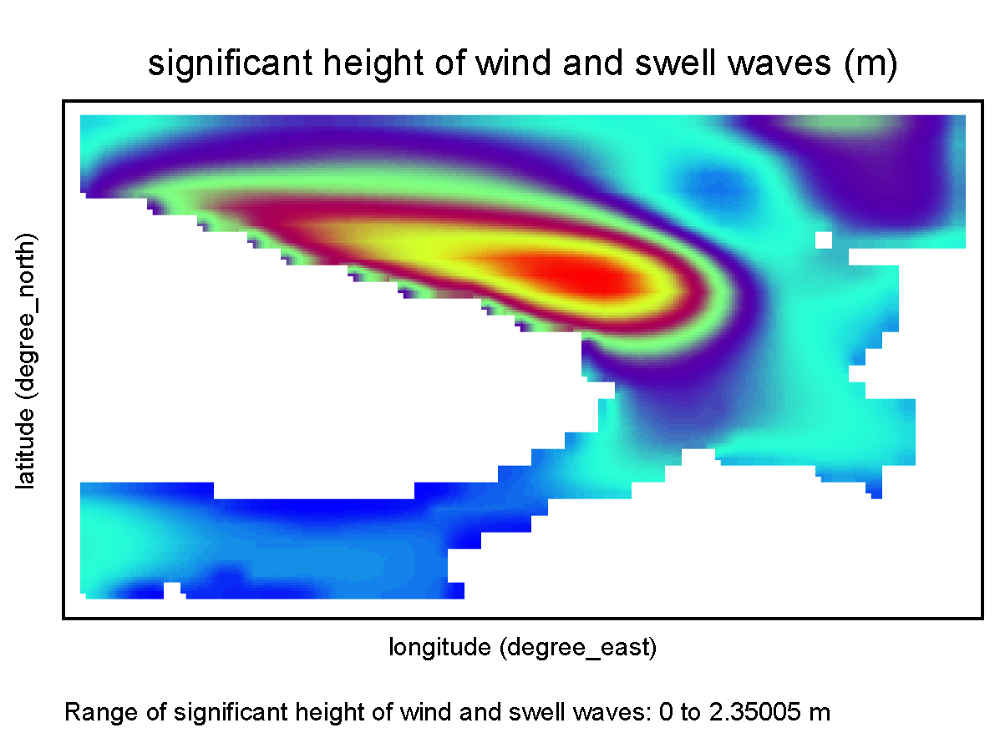 significant height of wind and swell waves (m)
latitude (degree_north)
longitude (degree_east)
Range of significant height of wind and swell waves: 0 to 2.35005 m